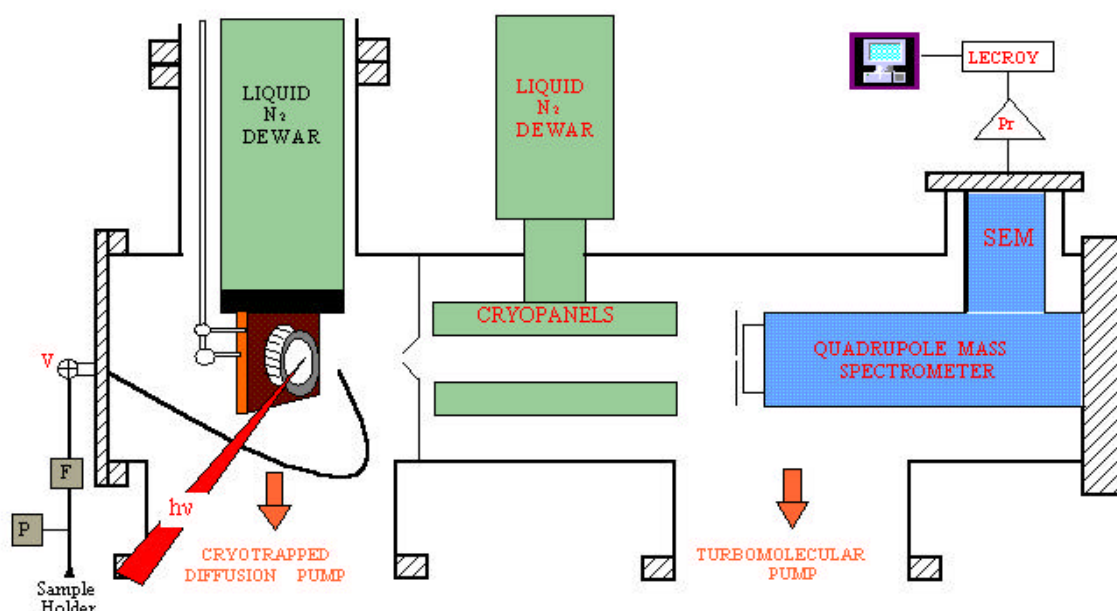 LIQUID
N₂
DEWAR
LIQUID
N₂
DEWAR
LECROY
Pr
SEM
CRYOPANELS
QUADRUPOLE MASS
SPECTROMETER
V
F
hν
P
CRYOTRAPPED
DIFFUSION PUMP
TURBOMOLECULAR
PUMP
Sample
Holder